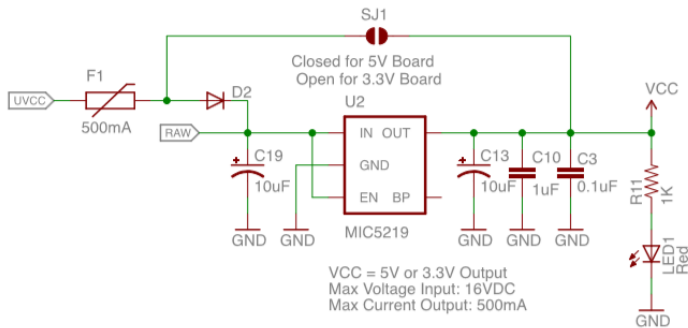 SJ1
Closed for 5V Board
Open for 3.3V Board
F1
UVCC
500mA
D2
RAW
U2
IN OUT
GND
EN BP
MIC5219
C19
10uF
GND
GND
C13
10uF
GND
C10
1uF
GND
C3
0.1uF
GND
VCC
R11
1K
LED1
Red
GND
VCC = 5V or 3.3V Output
Max Voltage Input: 16VDC
Max Current Output: 500mA